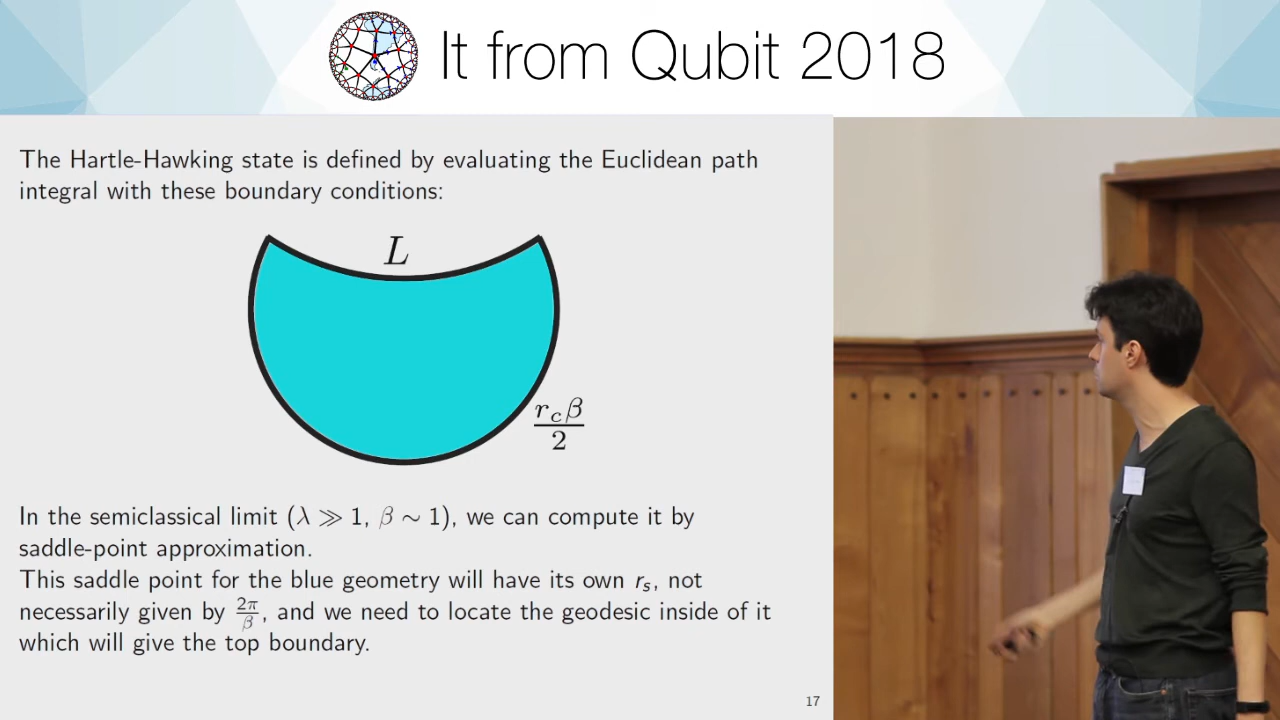 It from Qubit 2018
The Hartle-Hawking state is defined by evaluating the Euclidean path
integral with these boundary conditions:
L
r_c β
2
In the semiclassical limit (λ ≫ 1, β ∼ 1), we can compute it by
saddle-point approximation.
This saddle point for the blue geometry will have its own r_s, not
necessarily given by 2π/β, and we need to locate the geodesic inside of it
which will give the top boundary.
17